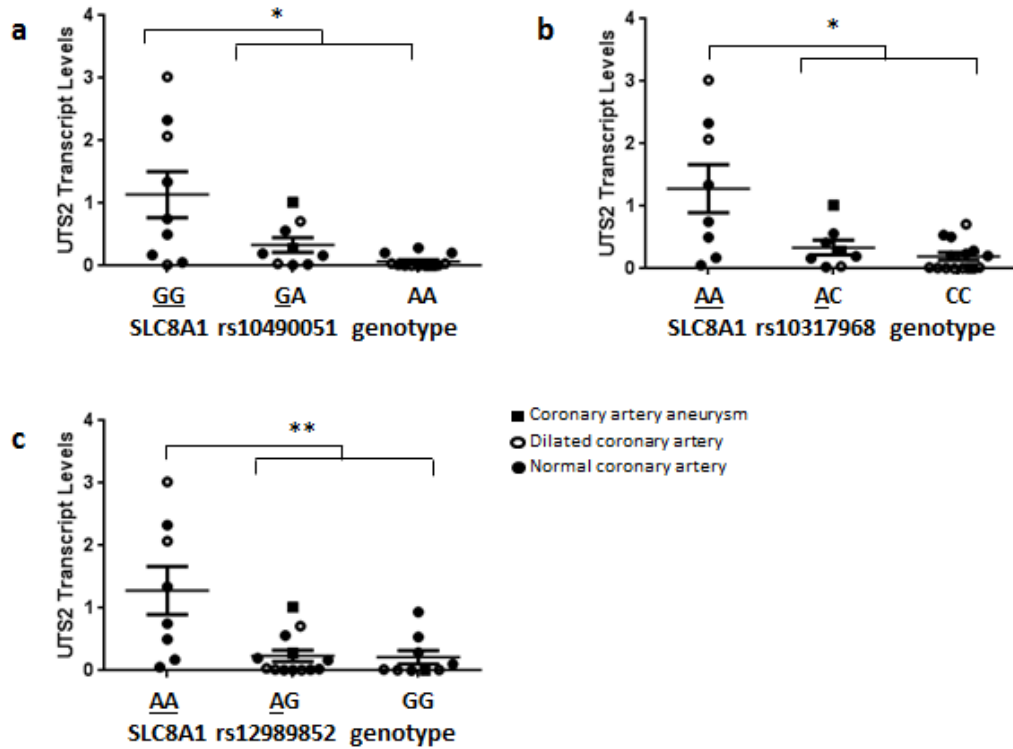 a
*
4
3
2
1
0
UTS2 Transcript Levels
GG GA AA
SLC8A1 rs10490051 genotype
b
*
4
3
2
1
0
UTS2 Transcript Levels
AA AC CC
SLC8A1 rs10317968 genotype
c
**
4
3
2
1
0
UTS2 Transcript Levels
AA AG GG
SLC8A1 rs12989852 genotype
Coronary artery aneurysm
Dilated coronary artery
Normal coronary artery